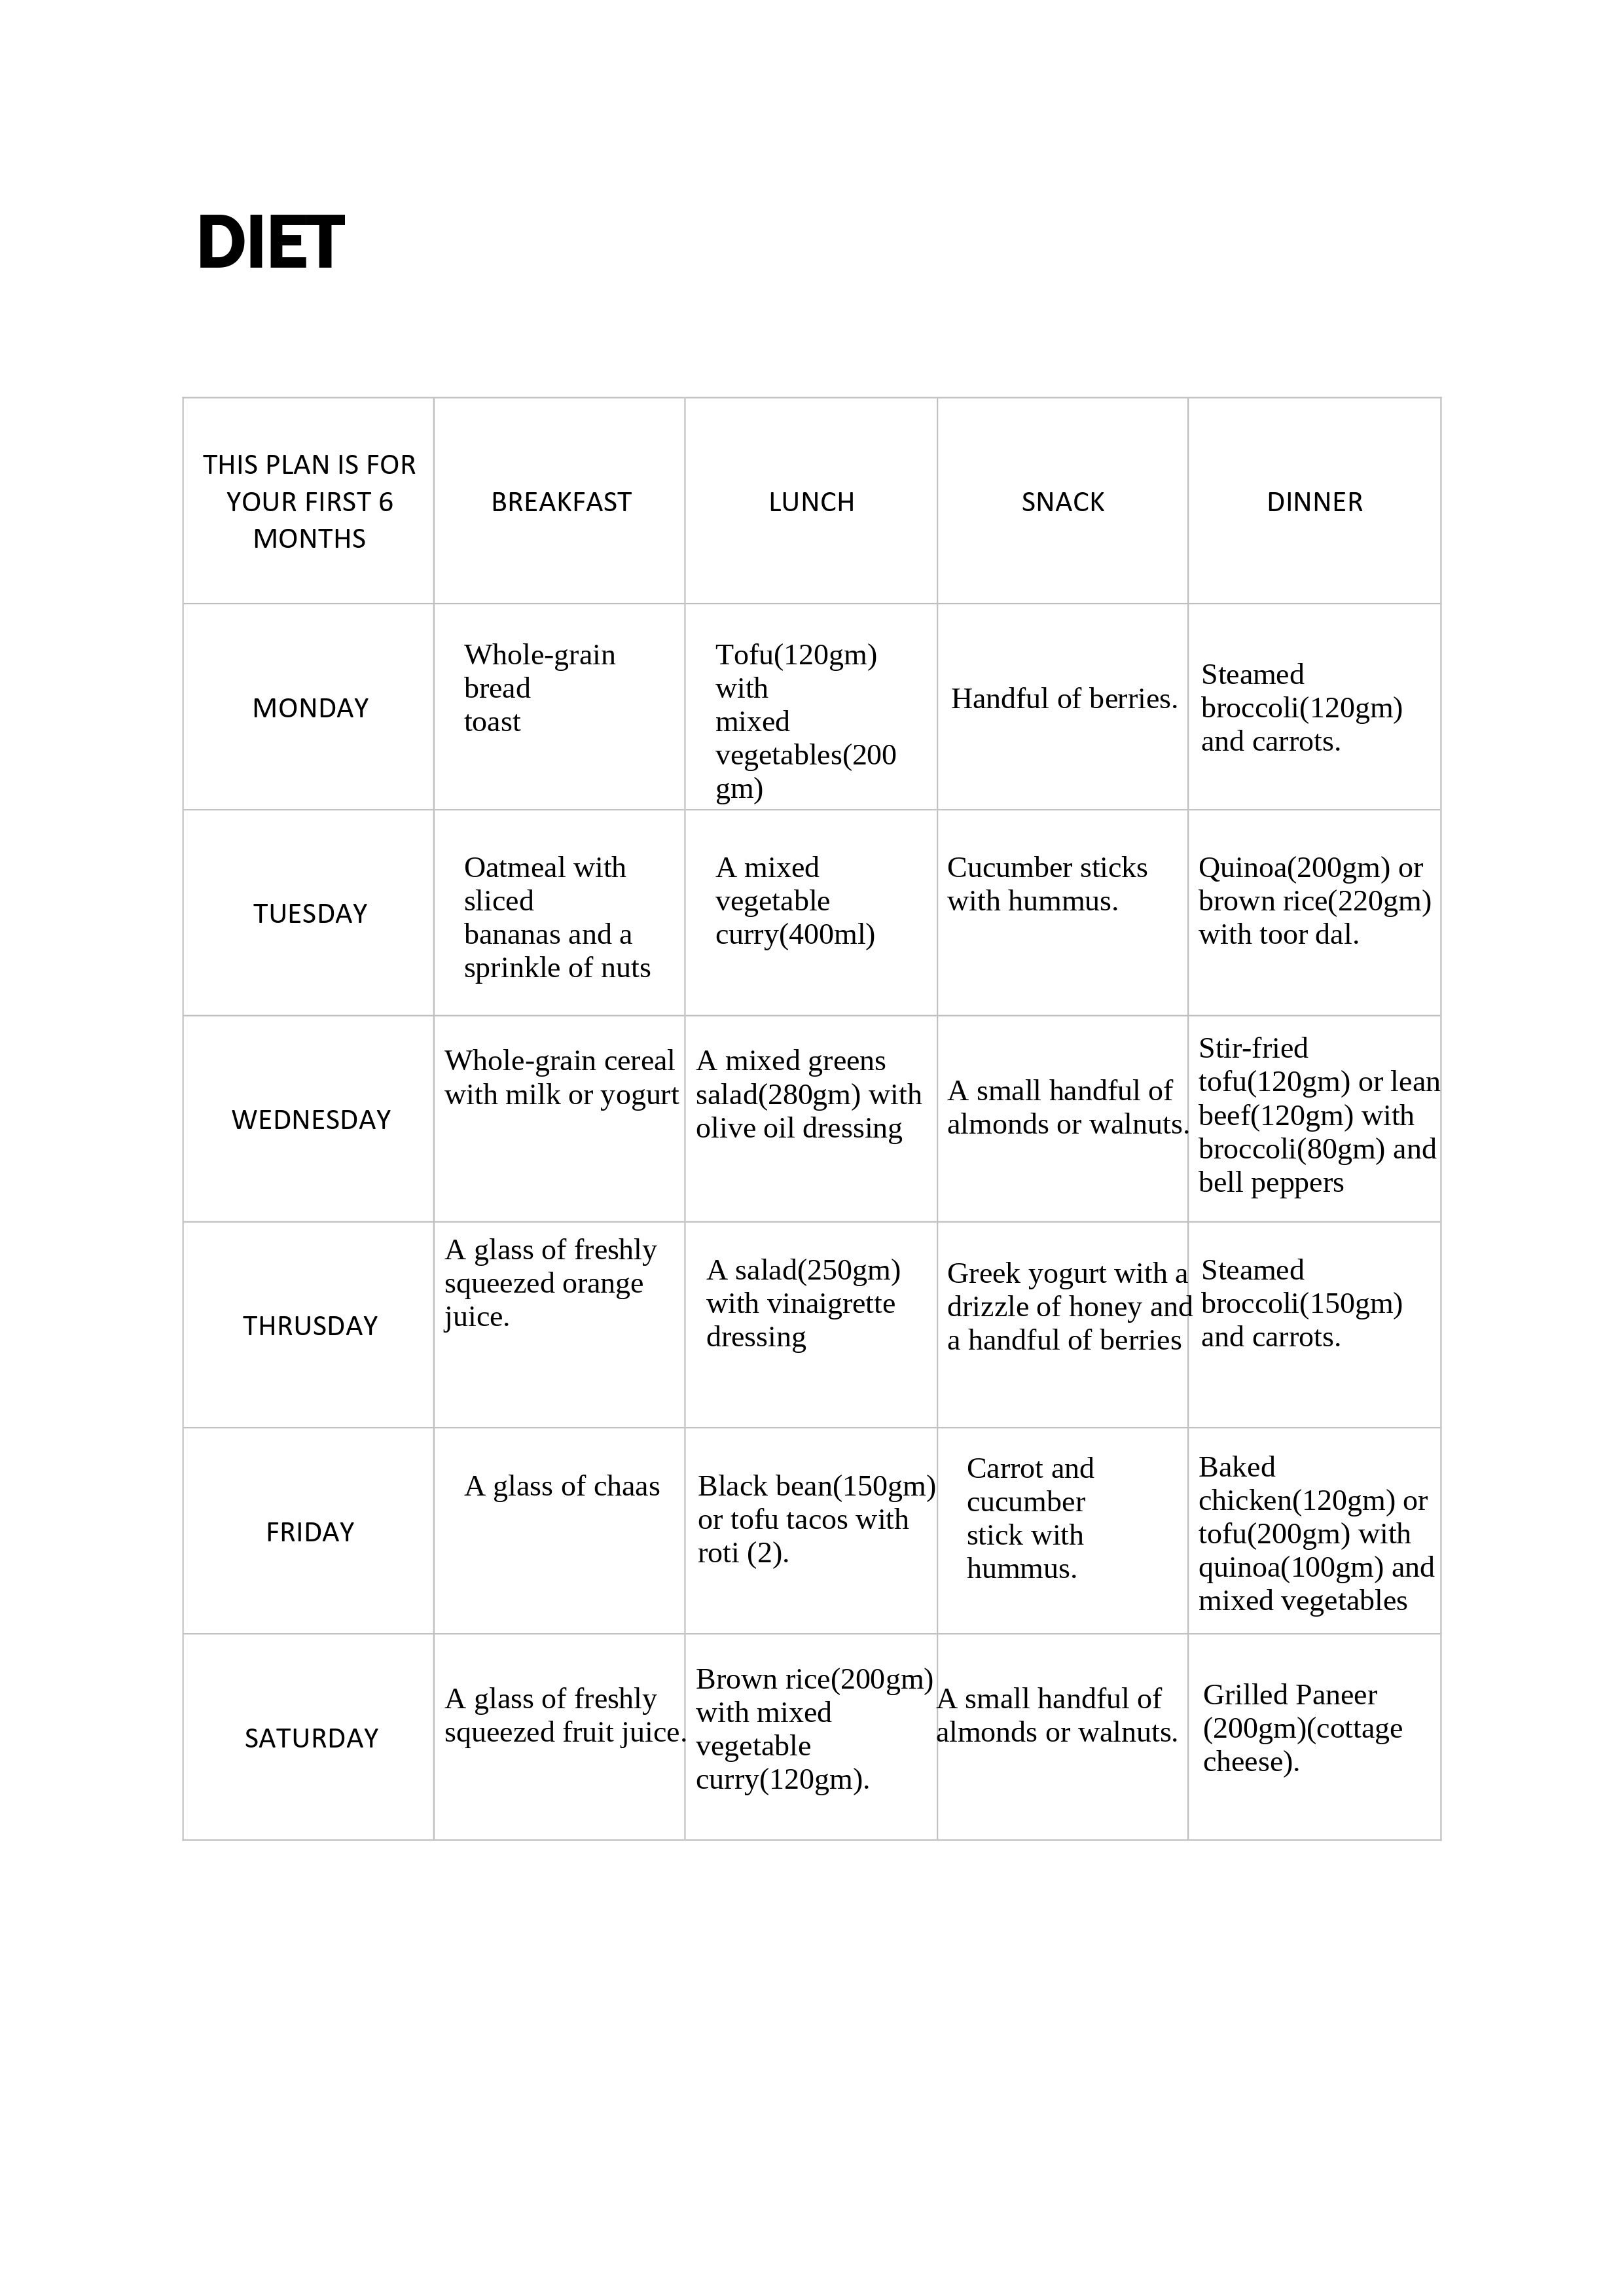 DIET
THIS PLAN IS FOR
YOUR FIRST 6
MONTHS
BREAKFAST
LUNCH
SNACK
DINNER
MONDAY
Whole-grain
bread
toast
Tofu(120gm)
with
mixed
vegetables(200
gm)
Handful of berries.
Steamed
broccoli(120gm)
and carrots.
TUESDAY
Oatmeal with
sliced
bananas and a
sprinkle of nuts
A mixed
vegetable
curry(400ml)
Cucumber sticks
with hummus.
Quinoa(200gm) or
brown rice(220gm)
with toor dal.
WEDNESDAY
Whole-grain cereal
with milk or yogurt
A mixed greens
salad(280gm) with
olive oil dressing
A small handful of
almonds or walnuts.
Stir-fried
tofu(120gm) or lean
beef(120gm) with
broccoli(80gm) and
bell peppers
THRUSDAY
A glass of freshly
squeezed orange
juice.
A salad(250gm)
with vinaigrette
dressing
Greek yogurt with a
drizzle of honey and
a handful of berries
Steamed
broccoli(150gm)
and carrots.
FRIDAY
A glass of chaas
Black bean(150gm)
or tofu tacos with
roti (2).
Carrot and
cucumber
stick with
hummus.
Baked
chicken(120gm) or
tofu(200gm) with
quinoa(100gm) and
mixed vegetables
SATURDAY
A glass of freshly
squeezed fruit juice.
Brown rice(200gm)
with mixed
vegetable
curry(120gm).
A small handful of
almonds or walnuts.
Grilled Paneer
(200gm)(cottage
cheese).